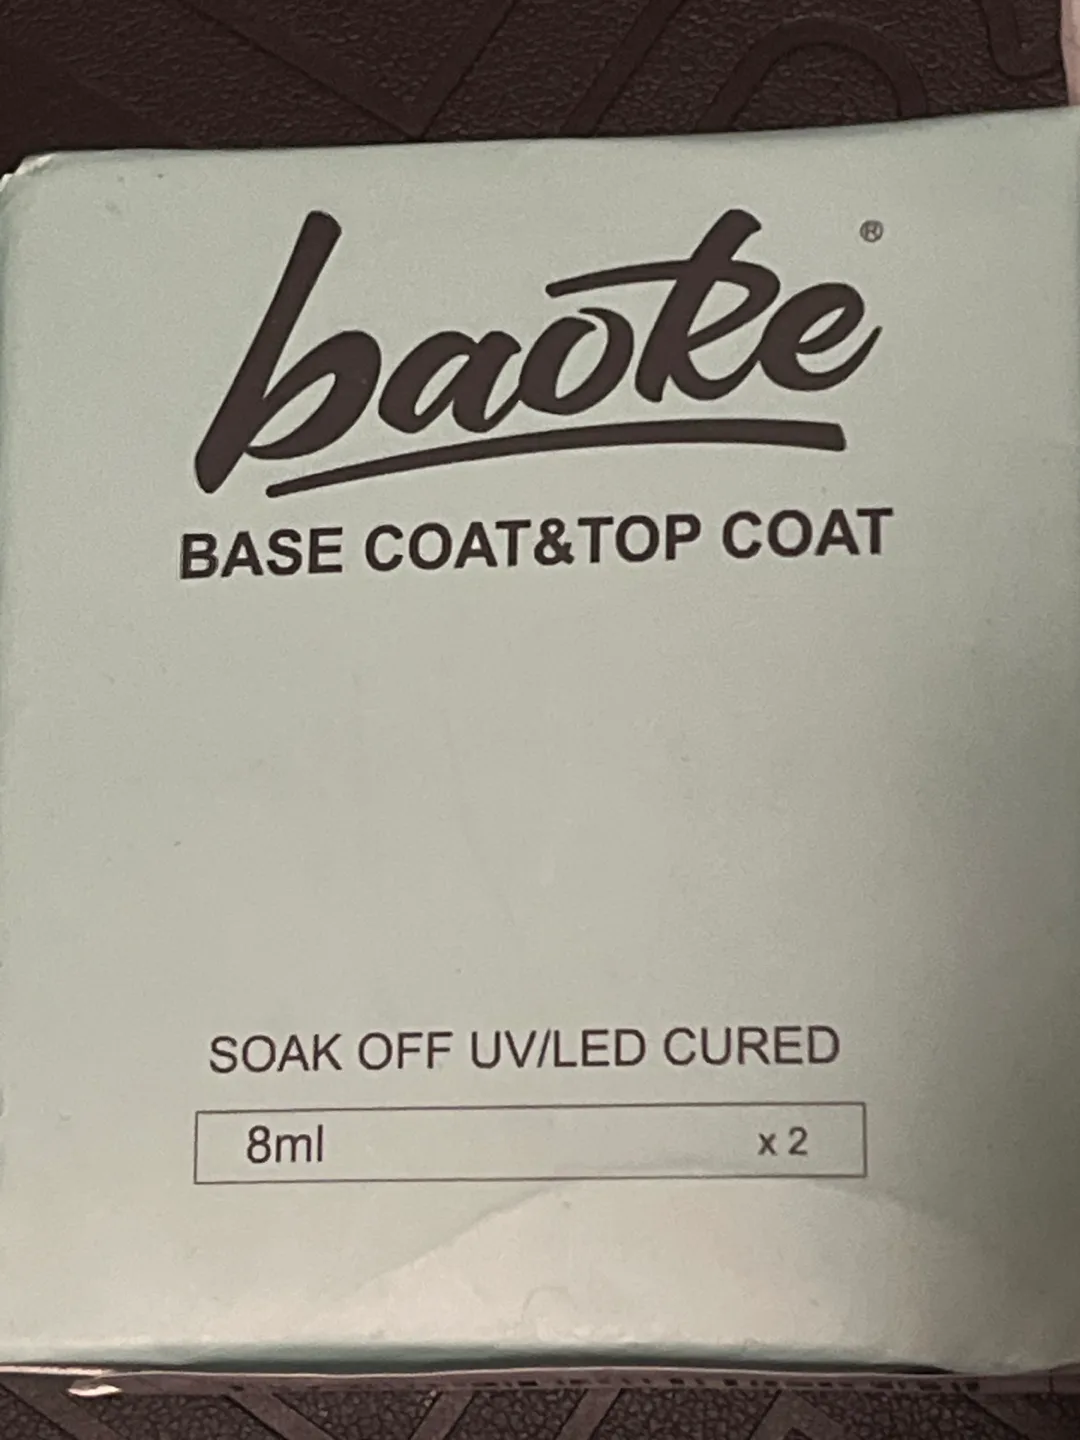 baoke®
BASE COAT&TOP COAT
SOAK OFF UV/LED CURED
8ml x 2